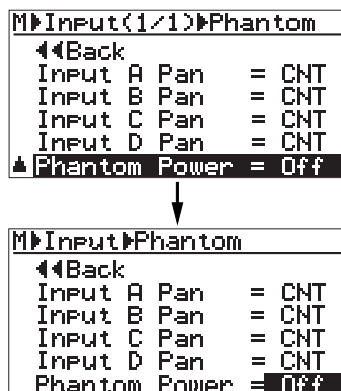 M▶Input(1/1)▶Phantom
◀◀Back
Input A Pan = CNT
Input B Pan = CNT
Input C Pan = CNT
Input D Pan = CNT
▲Phantom Power = Off
M▶Input▶Phantom
◀◀Back
Input A Pan = CNT
Input B Pan = CNT
Input C Pan = CNT
Input D Pan = CNT
Phantom Power = Off